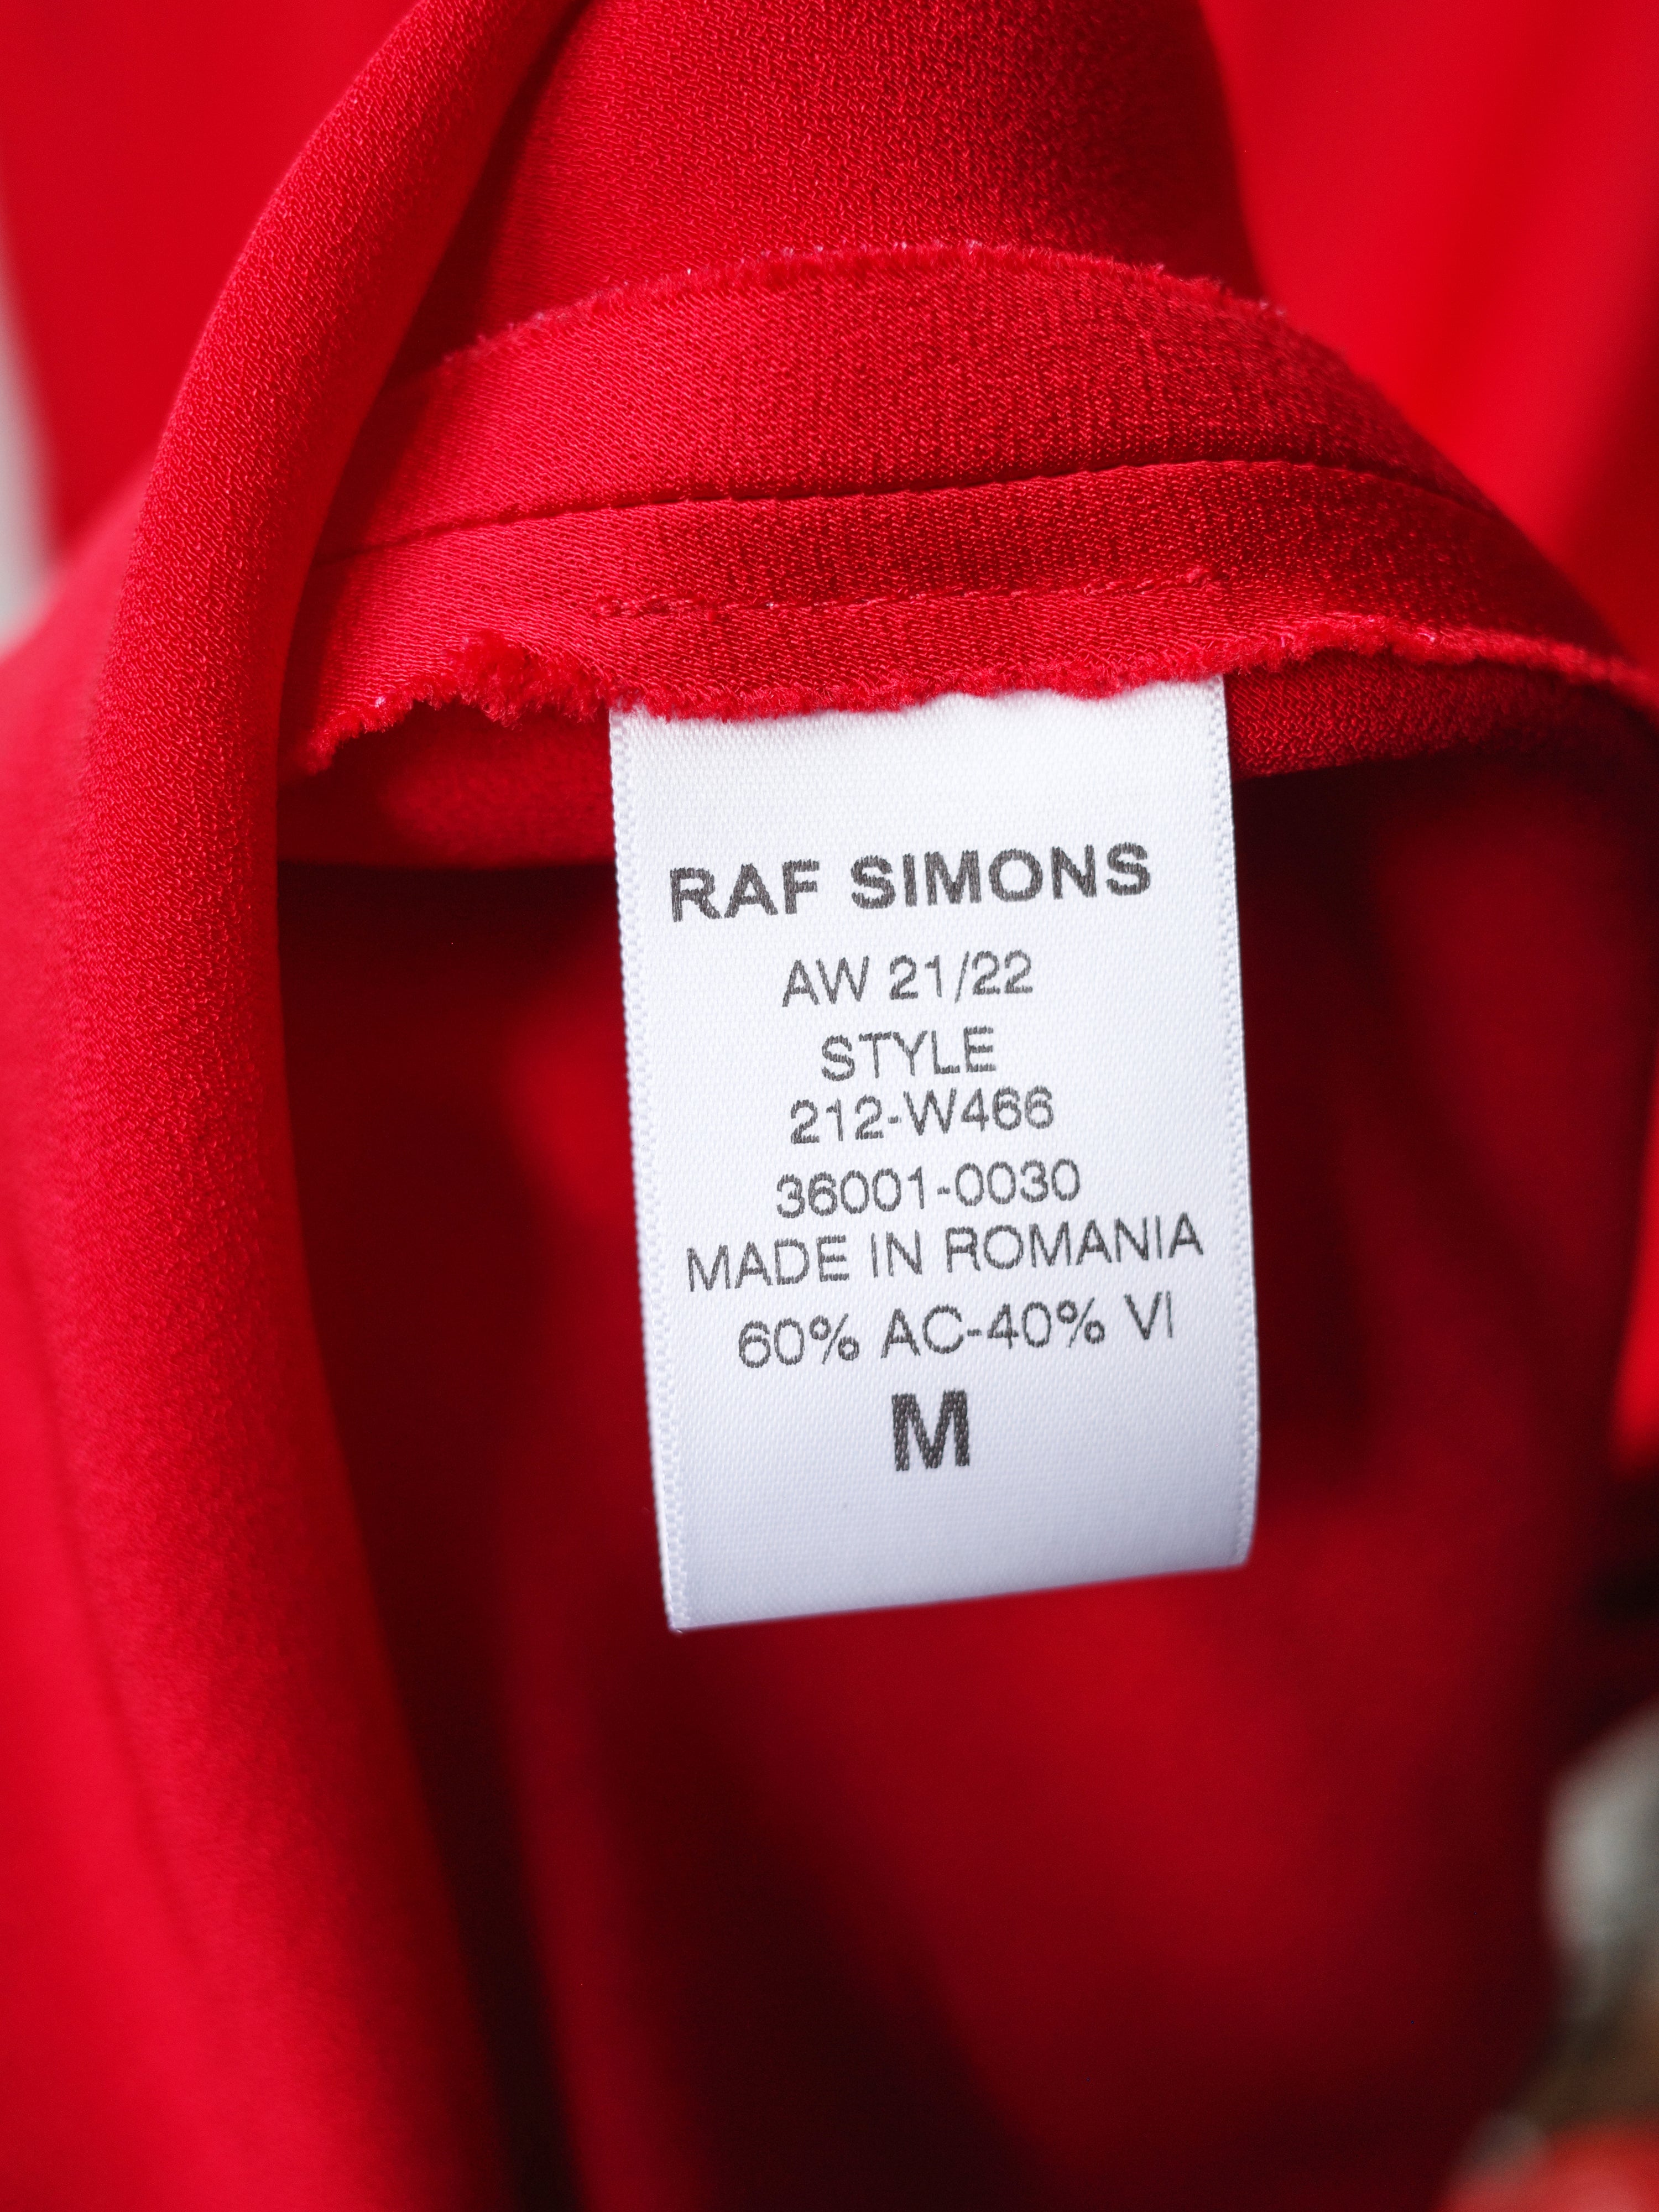 RAF SIMONS
AW 21/22
STYLE
212-W466
36001-0030
MADE IN ROMANIA
60% AC-40% VI
M